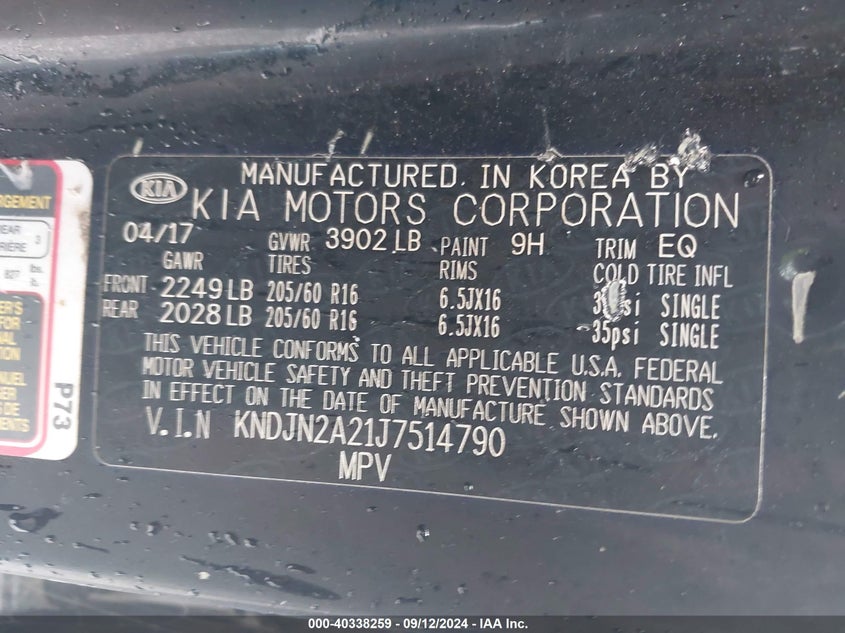 KIA
MANUFACTURED IN KOREA BY
KIA MOTORS CORPORATION
04/17 GVWR 3902 LB PAINT 9H TRIM EQ
GAWR TIRES RIMS COLD TIRE INFL
FRONT 2249 LB 205/60 R16 6.5JX16 SINGLE
REAR 2028 LB 205/60 R16 6.5JX16 35psi SINGLE
THIS VEHICLE CONFORMS TO ALL APPLICABLE U.S.A. FEDERAL
MOTOR VEHICLE SAFETY AND THEFT PREVENTION STANDARDS
IN EFFECT ON THE DATE OF MANUFACTURE SHOWN ABOVE.
V.I.N KNDJN2A21J7514790
MPV
827 lbs.
FOR
P73
000-40338259 - 09/12/2024 - IAA Inc.